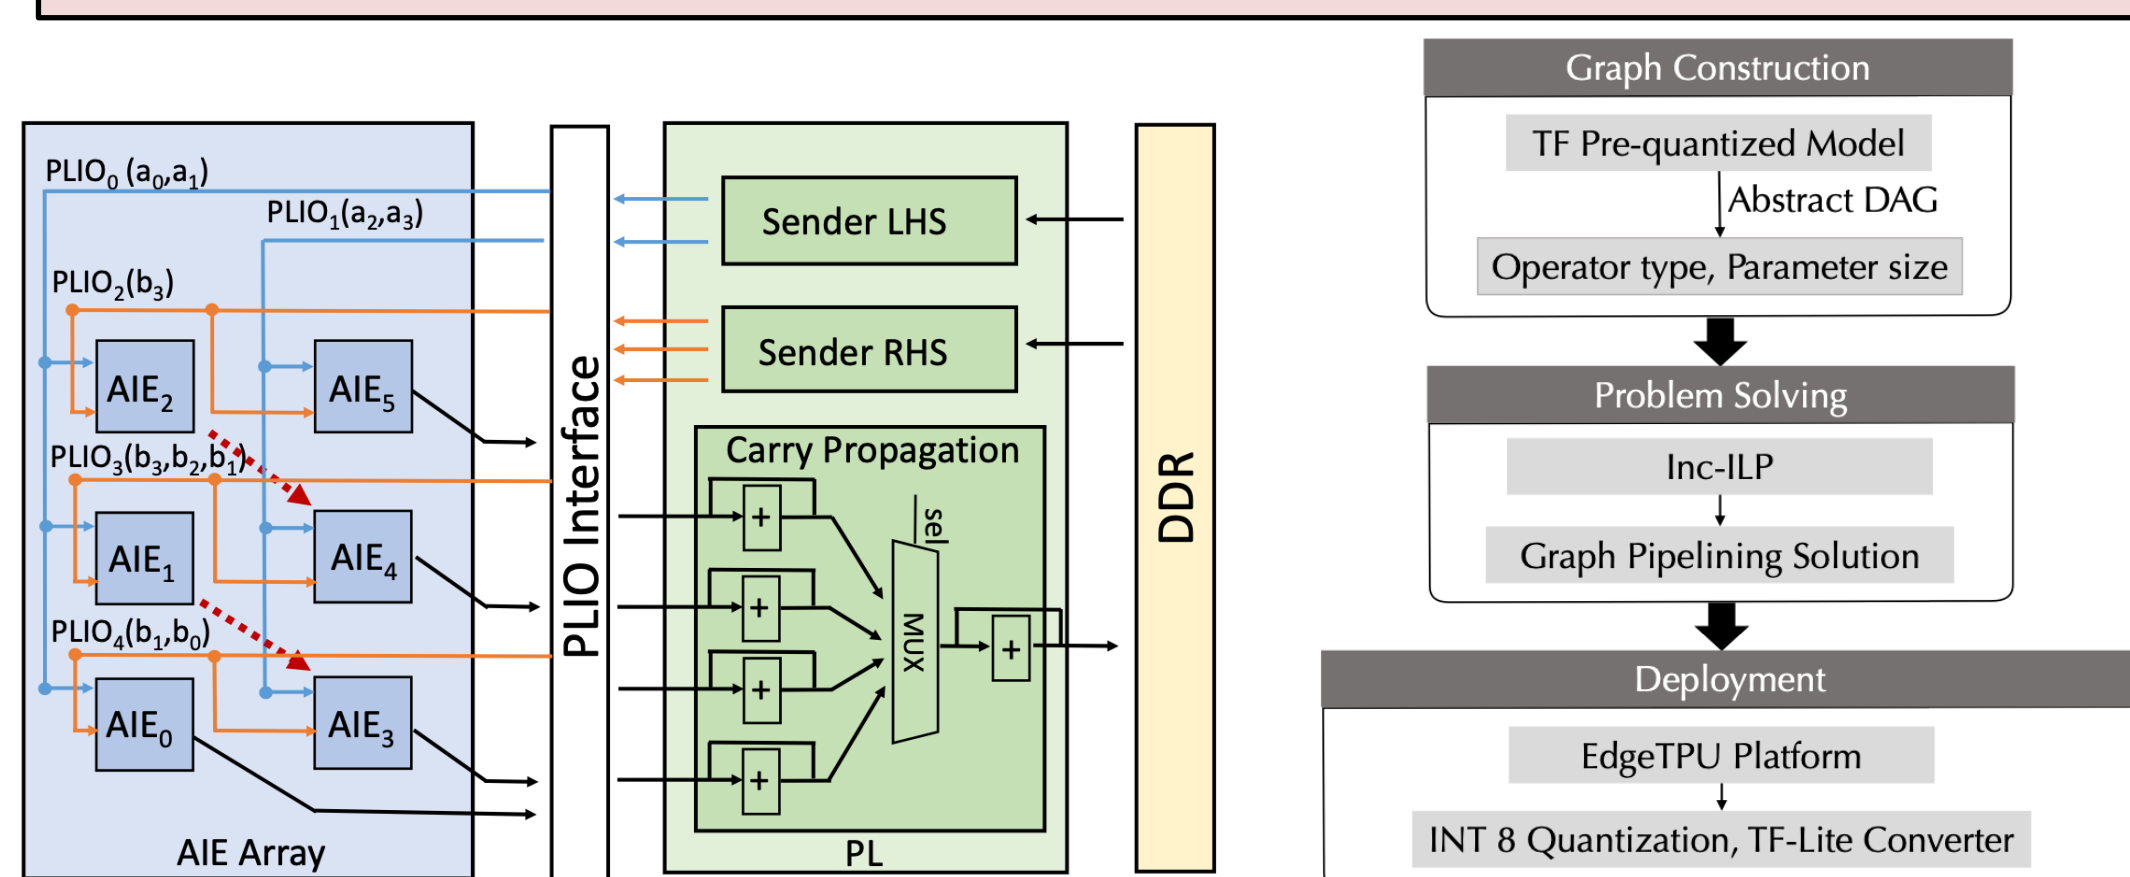 PLIO₀ (a₀,a₁)
PLIO₁(a₂,a₃)
PLIO₂(b₃)
AIE₂
AIE₅
PLIO₃(b₃,b₂,b₁)
AIE₁
AIE₄
PLIO₄(b₁,b₀)
AIE₀
AIE₃
AIE Array
PLIO Interface
Sender LHS
Sender RHS
Carry Propagation
+
+
+
+
sel
MUX
+
PL
DDR
Graph Construction
TF Pre-quantized Model
Abstract DAG
Operator type, Parameter size
Problem Solving
Inc-ILP
Graph Pipelining Solution
Deployment
EdgeTPU Platform
INT 8 Quantization, TF-Lite Converter